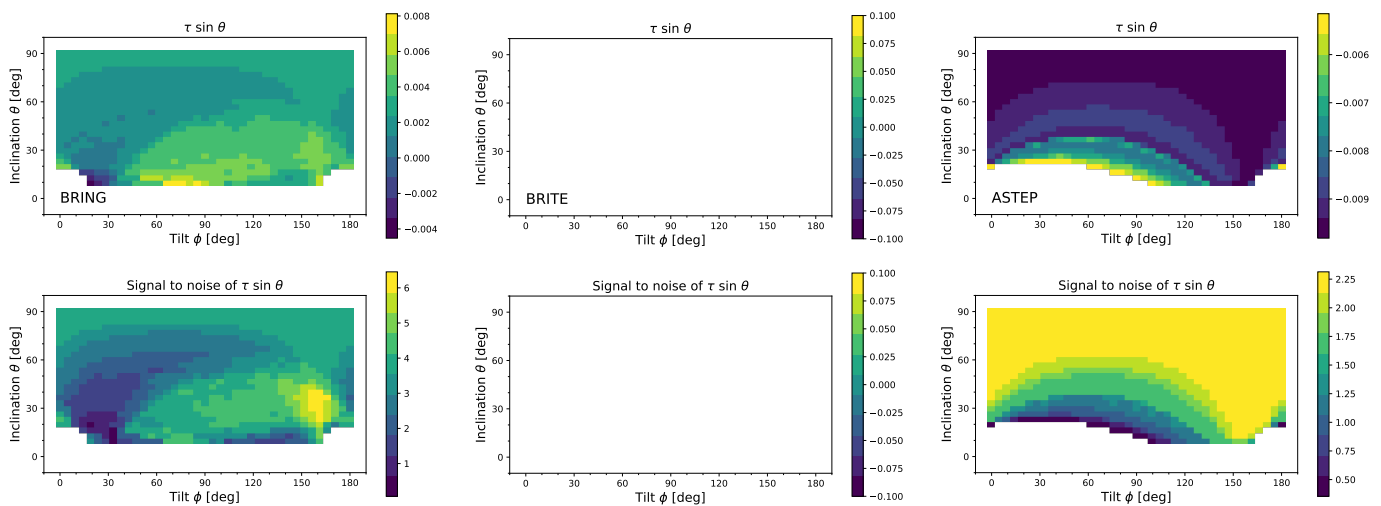 τ sin θ
Inclination θ [deg]
90
60
30
0
BRING
0 30 60 90 120 150 180
Tilt ϕ [deg]
0.008
0.006
0.004
0.002
0.000
−0.002
−0.004
τ sin θ
Inclination θ [deg]
90
60
30
0
BRITE
0 30 60 90 120 150 180
Tilt ϕ [deg]
0.100
0.075
0.050
0.025
0.000
−0.025
−0.050
−0.075
−0.100
τ sin θ
Inclination θ [deg]
90
60
30
0
ASTEP
0 30 60 90 120 150 180
Tilt ϕ [deg]
−0.006
−0.007
−0.008
−0.009
Signal to noise of τ sin θ
Inclination θ [deg]
90
60
30
0
0 30 60 90 120 150 180
Tilt ϕ [deg]
6
5
4
3
2
1
Signal to noise of τ sin θ
Inclination θ [deg]
90
60
30
0
0 30 60 90 120 150 180
Tilt ϕ [deg]
0.100
0.075
0.050
0.025
0.000
−0.025
−0.050
−0.075
−0.100
Signal to noise of τ sin θ
Inclination θ [deg]
90
60
30
0
0 30 60 90 120 150 180
Tilt ϕ [deg]
2.25
2.00
1.75
1.50
1.25
1.00
0.75
0.50